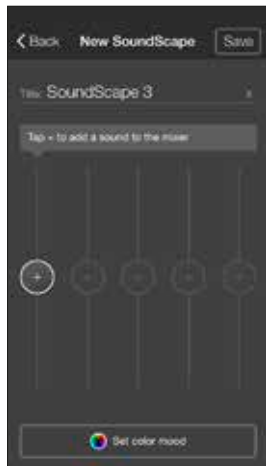 Back New SoundScape Save
Title: SoundScape 3 x
Tap + to add a sound to the mixer
Set color mood